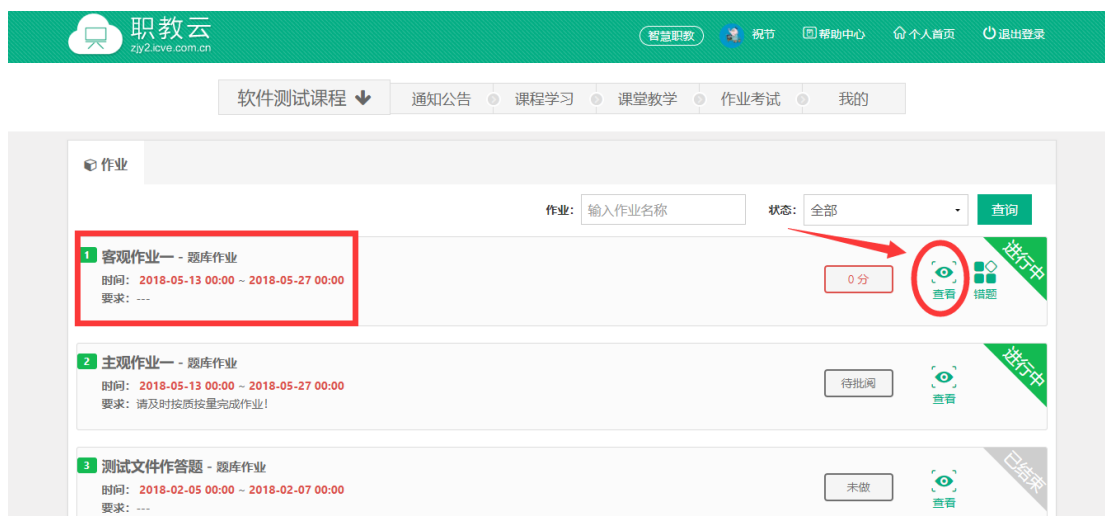 职教云
zjy2.icve.com.cn
智慧职教 祝节 帮助中心 个人首页 退出登录
软件测试课程 通知公告 课程学习 课堂教学 作业考试 我的
作业
作业: 输入作业名称 状态: 全部 查询
1 客观作业一 - 题库作业
时间: 2018-05-13 00:00 ~ 2018-05-27 00:00
要求: ---
0 分 查看 错题 进行中
2 主观作业一 - 题库作业
时间: 2018-05-13 00:00 ~ 2018-05-27 00:00
要求: 请及时按质按量完成作业!
待批阅 查看 进行中
3 测试文件作答题 - 题库作业
时间: 2018-02-05 00:00 ~ 2018-02-07 00:00
要求: ---
未做 查看 已结束